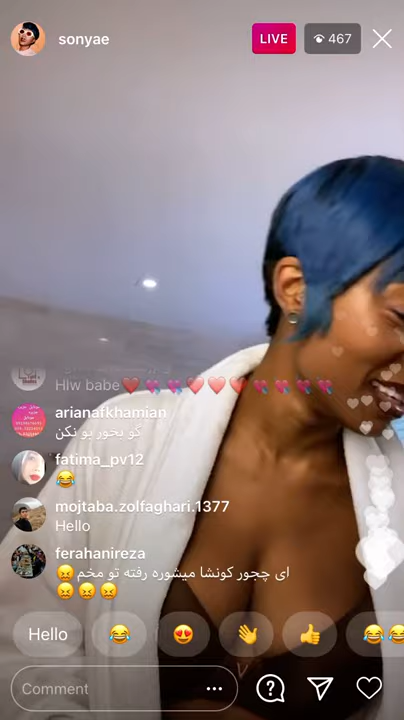 sonyae
LIVE
467
Hlw babe
arianafkhamian
گو بخور یو نکن
fatima_pv12
😂
mojtaba.zolfaghari.1377
Hello
ferahanireza
ای چجور کونشا میشوره رفته تو مخم😝
😝😝😝
Hello
Comment